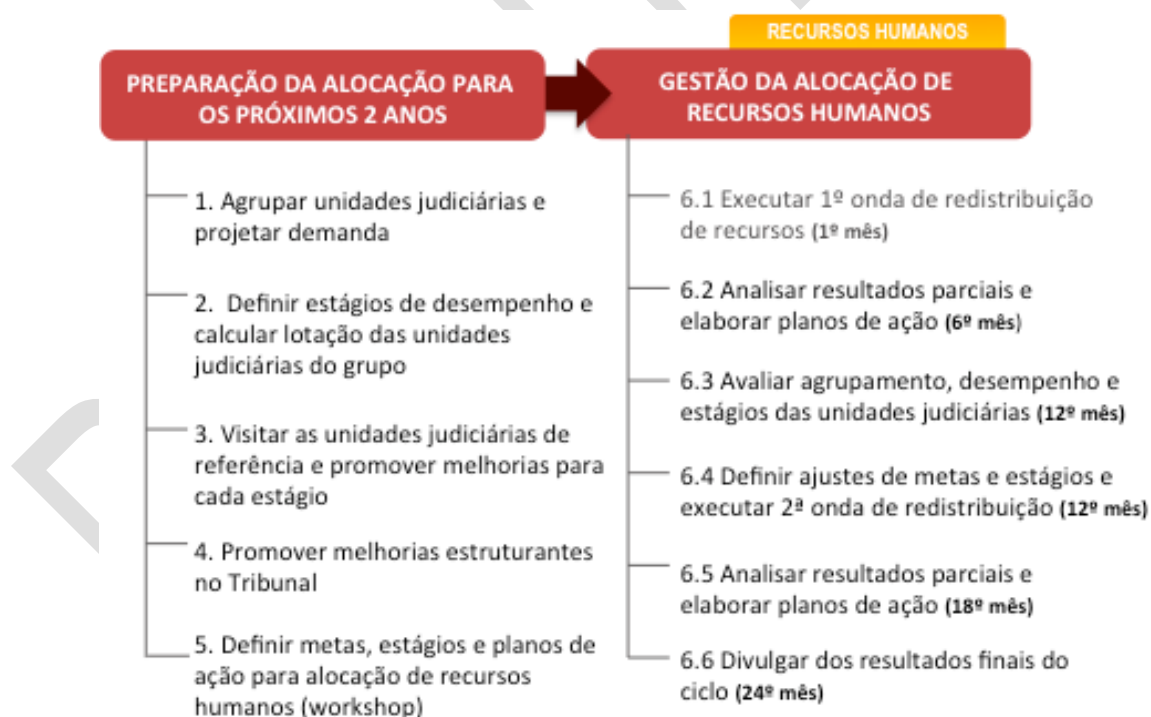 RECURSOS HUMANOS
PREPARAÇÃO DA ALOCAÇÃO PARA
OS PRÓXIMOS 2 ANOS
1. Agrupar unidades judiciárias e
projetar demanda
2. Definir estágios de desempenho e
calcular lotação das unidades
judiciárias do grupo
3. Visitar as unidades judiciárias de
referência e promover melhorias para
cada estágio
4. Promover melhorias estruturantes
no Tribunal
5. Definir metas, estágios e planos de
ação para alocação de recursos
humanos (workshop)
GESTÃO DA ALOCAÇÃO DE
RECURSOS HUMANOS
6.1 Executar 1º onda de redistribuição
de recursos (1º mês)
6.2 Analisar resultados parciais e
elaborar planos de ação (6º mês)
6.3 Avaliar agrupamento, desempenho e
estágios das unidades judiciárias (12º mês)
6.4 Definir ajustes de metas e estágios e
executar 2ª onda de redistribuição (12º mês)
6.5 Analisar resultados parciais e
elaborar planos de ação (18º mês)
6.6 Divulgar dos resultados finais do
ciclo (24º mês)